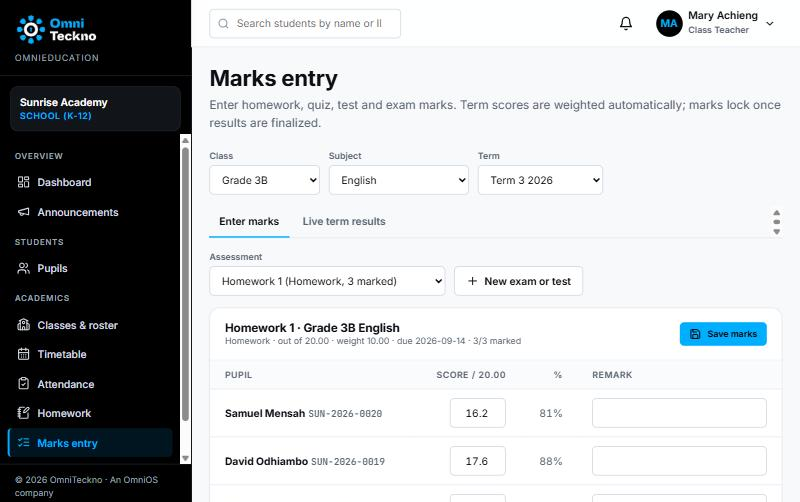 Omni
Teckno
OMNIEDUCATION
Sunrise Academy
SCHOOL (K-12)
OVERVIEW
Dashboard
Announcements
STUDENTS
Pupils
ACADEMICS
Classes & roster
Timetable
Attendance
Homework
Marks entry
© 2026 OmniTeckno · An OmniOS
company
Search students by name or II
MA
Mary Achieng
Class Teacher
Marks entry
Enter homework, quiz, test and exam marks. Term scores are weighted automatically; marks lock once
results are finalized.
Class
Subject
Term
Grade 3B
English
Term 3 2026
Enter marks
Live term results
Assessment
Homework 1 (Homework, 3 marked)
New exam or test
Homework 1 · Grade 3B English
Homework · out of 20.00 · weight 10.00 · due 2026-09-14 · 3/3 marked
Save marks
PUPIL SCORE / 20.00 % REMARK
Samuel Mensah SUN-2026-0020 16.2 81%
David Odhiambo SUN-2026-0019 17.6 88%